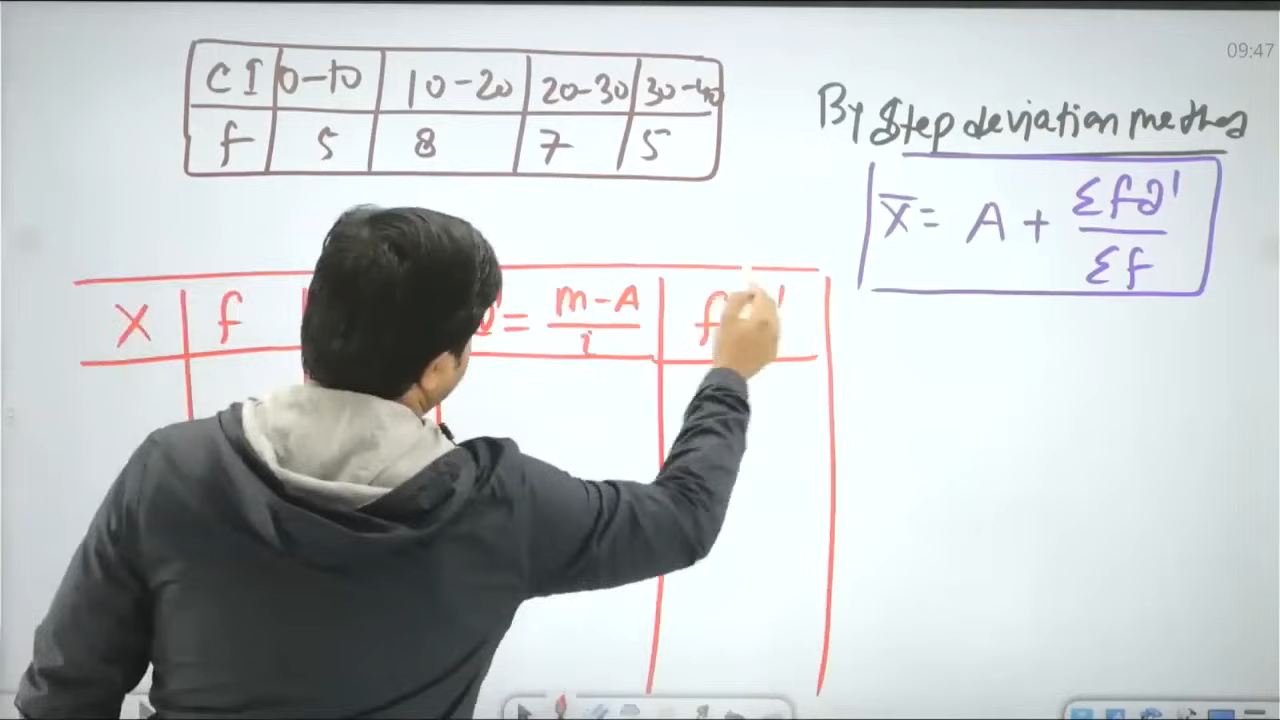 09:47
CI 0-10 10-20 20-30 30-40
f 5 8 7 5
By Step deviation method
X̄ = A + Σfd'/Σf
X f d' = m-A/i f